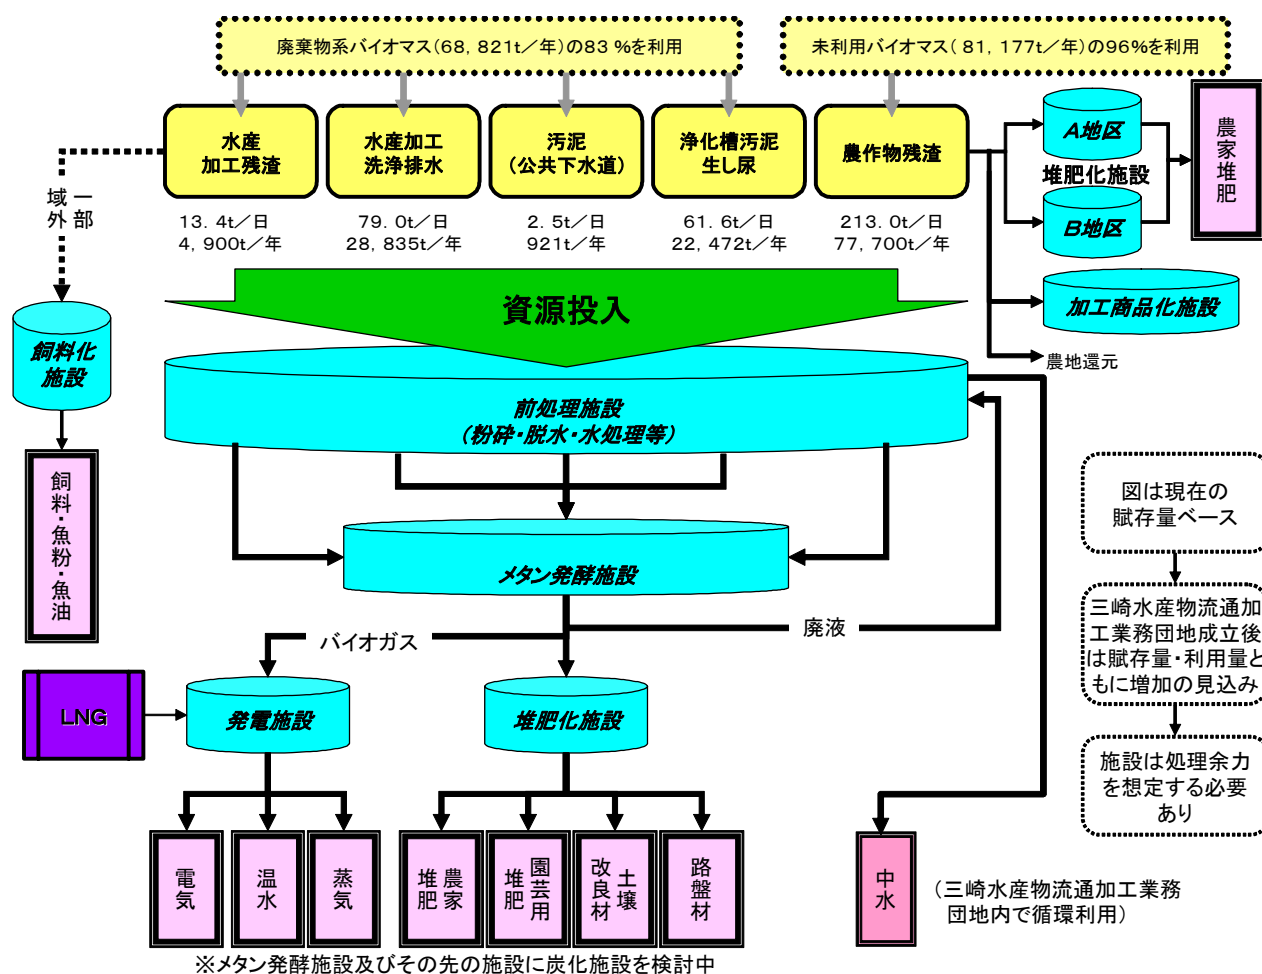 廃棄物系バイオマス(68, 821t／年)の83 %を利用
未利用バイオマス( 81, 177t／年)の96%を利用
水産
加工残渣
水産加工
洗浄排水
汚泥
(公共下水道)
浄化槽汚泥
生し尿
農作物残渣
A地区
堆肥化施設
B地区
農家堆肥
一部
域外
13. 4t／日
4, 900t／年
79. 0t／日
28, 835t／年
2. 5t／日
921t／年
61. 6t／日
22, 472t／年
213. 0t／日
77, 700t／年
資源投入
加工商品化施設
農地還元
飼料化
施設
前処理施設
(粉砕・脱水・水処理等)
飼料・魚粉・魚油
図は現在の
賦存量ベース
メタン発酵施設
三崎水産物流通加
工業務団地成立後
は賦存量・利用量と
もに増加の見込み
バイオガス
廃液
LNG
発電施設
堆肥化施設
施設は処理余力
を想定する必要
あり
電気
温水
蒸気
農家
堆肥
園芸用
堆肥
土壌
改良材
路盤材
中水
(三崎水産物流通加工業務
団地内で循環利用)
※メタン発酵施設及びその先の施設に炭化施設を検討中